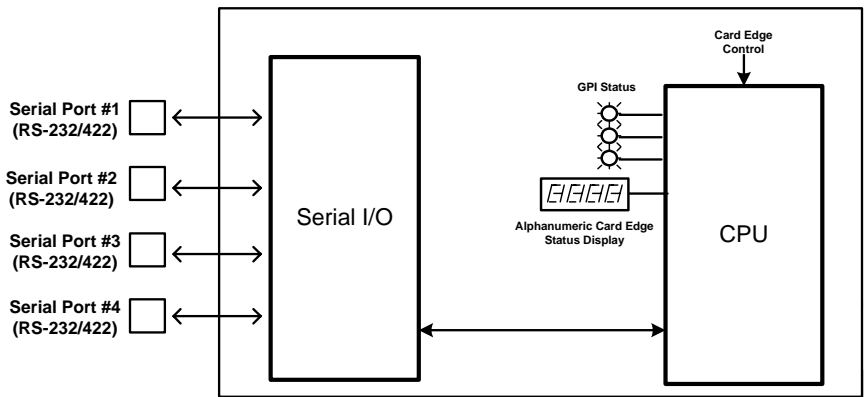 Card Edge
Control
GPI Status
Serial Port #1
(RS-232/422)
Serial Port #2
(RS-232/422)
Serial Port #3
(RS-232/422)
Serial Port #4
(RS-232/422)
Serial I/O
Alphanumeric Card Edge
Status Display
CPU